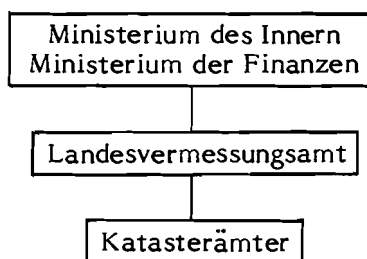 Ministerium des Innern
Ministerium der Finanzen
Landesvermessungsamt
Katasterämter